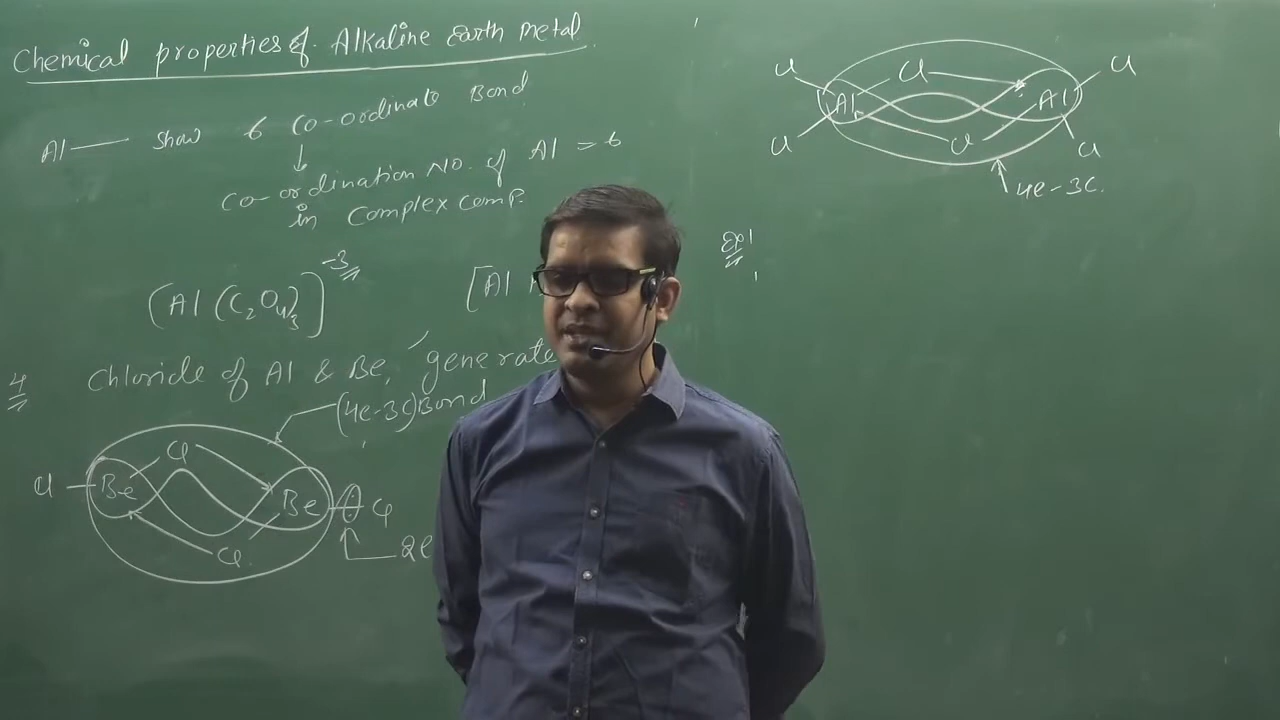 Chemical properties of Alkaline Earth Metal.
Al — Show 6 Co-ordinate Bond
↓
Co-ordination No. of Al = 6
in Complex comp.
[Al (C2O4)3]-3
[Al
4 Chloride of Al & Be, generate
(4e-3c)Bond
Cl
Cl — Be
Be
Cl
Cl
2e
Cl
Cl
Cl
Al
Al
Cl
Cl
Cl
4e-3C.